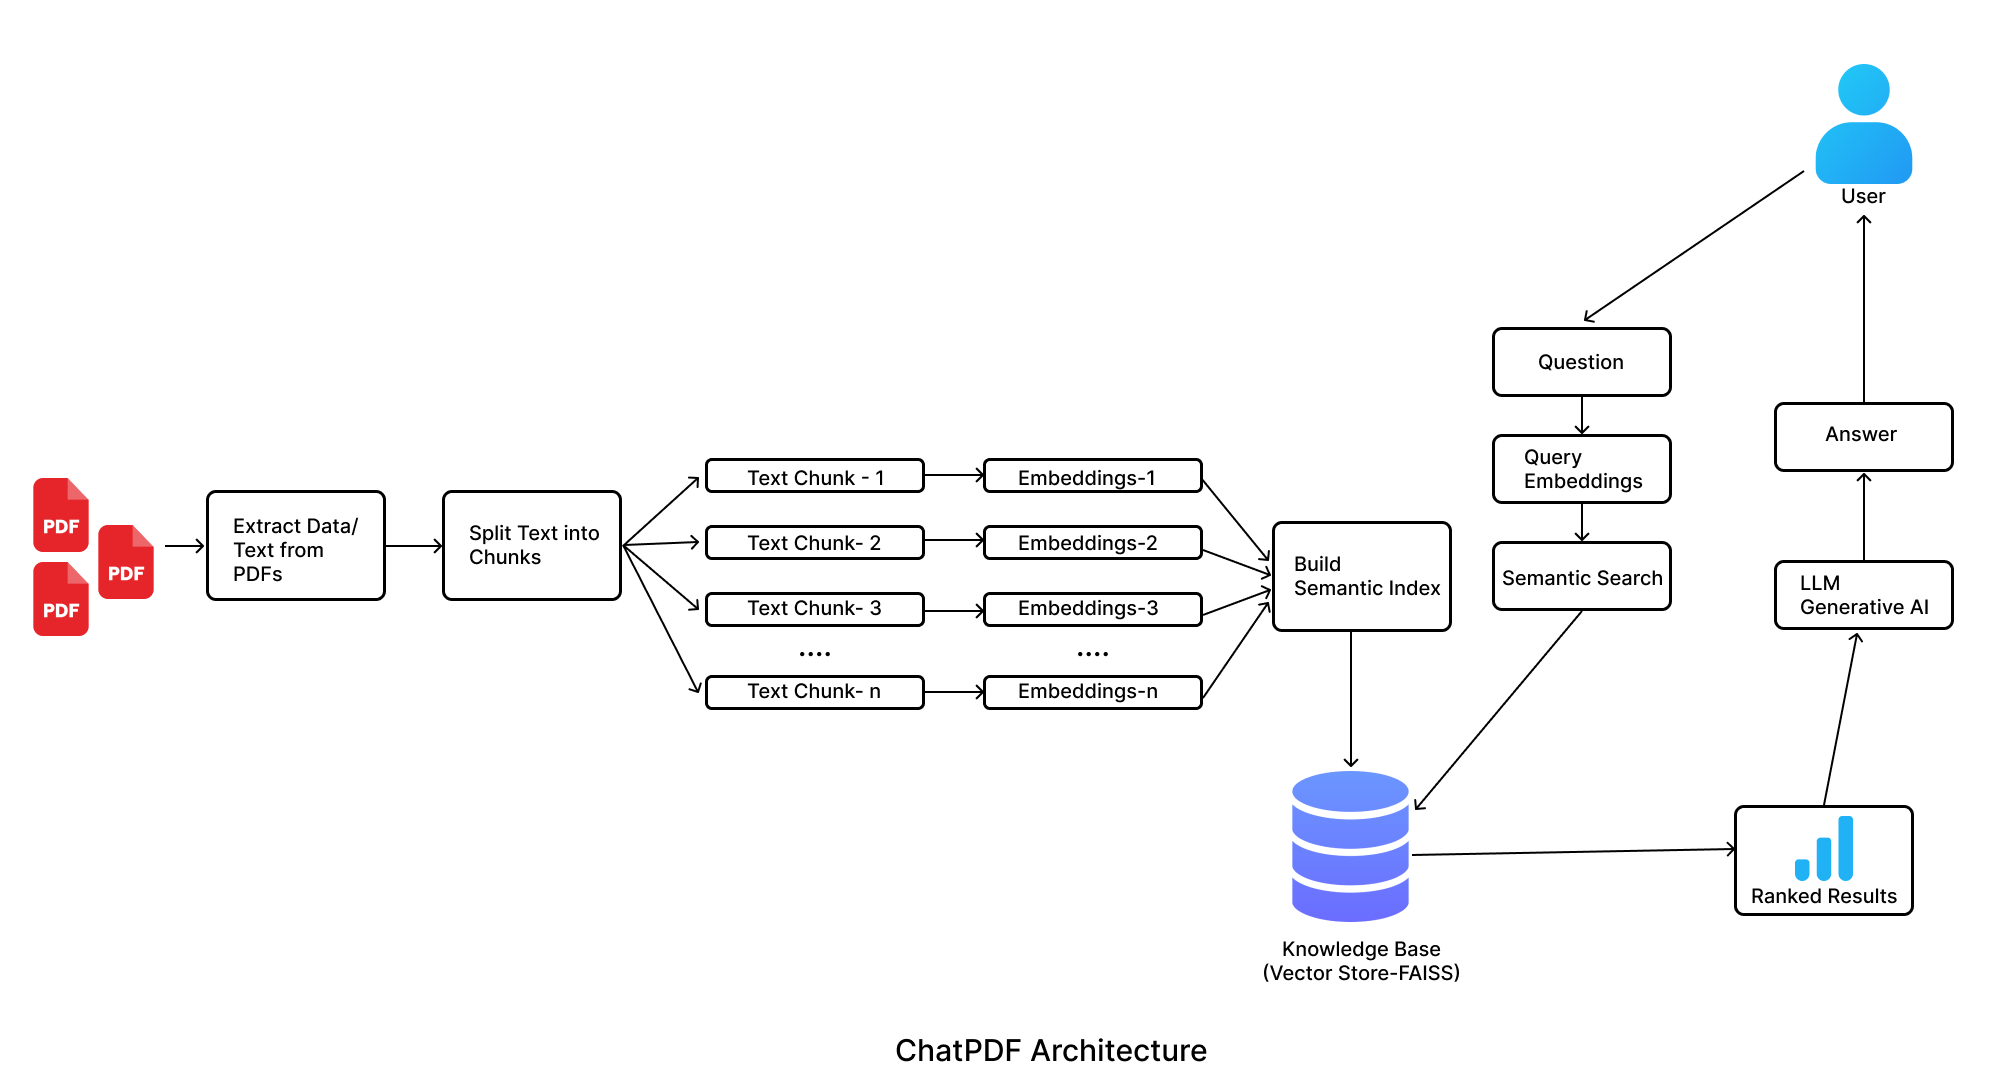 PDF
PDF
PDF
Extract Data/
Text from
PDFs
Split Text into
Chunks
Text Chunk - 1
Text Chunk- 2
Text Chunk- 3
....
Text Chunk- n
Embeddings-1
Embeddings-2
Embeddings-3
....
Embeddings-n
Build
Semantic Index
Knowledge Base
(Vector Store-FAISS)
User
Question
Query
Embeddings
Semantic Search
Ranked Results
LLM
Generative AI
Answer
ChatPDF Architecture